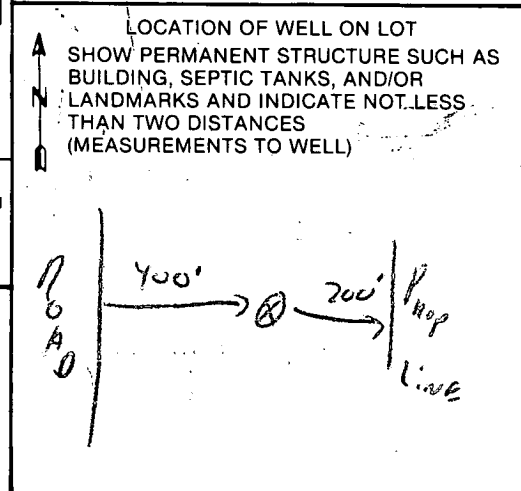 LOCATION OF WELL ON LOT
SHOW PERMANENT STRUCTURE SUCH AS
BUILDING, SEPTIC TANKS, AND/OR
N LANDMARKS AND INDICATE NOT LESS
THAN TWO DISTANCES
(MEASUREMENTS TO WELL)
ROAD 400' 200' PROP
LINE